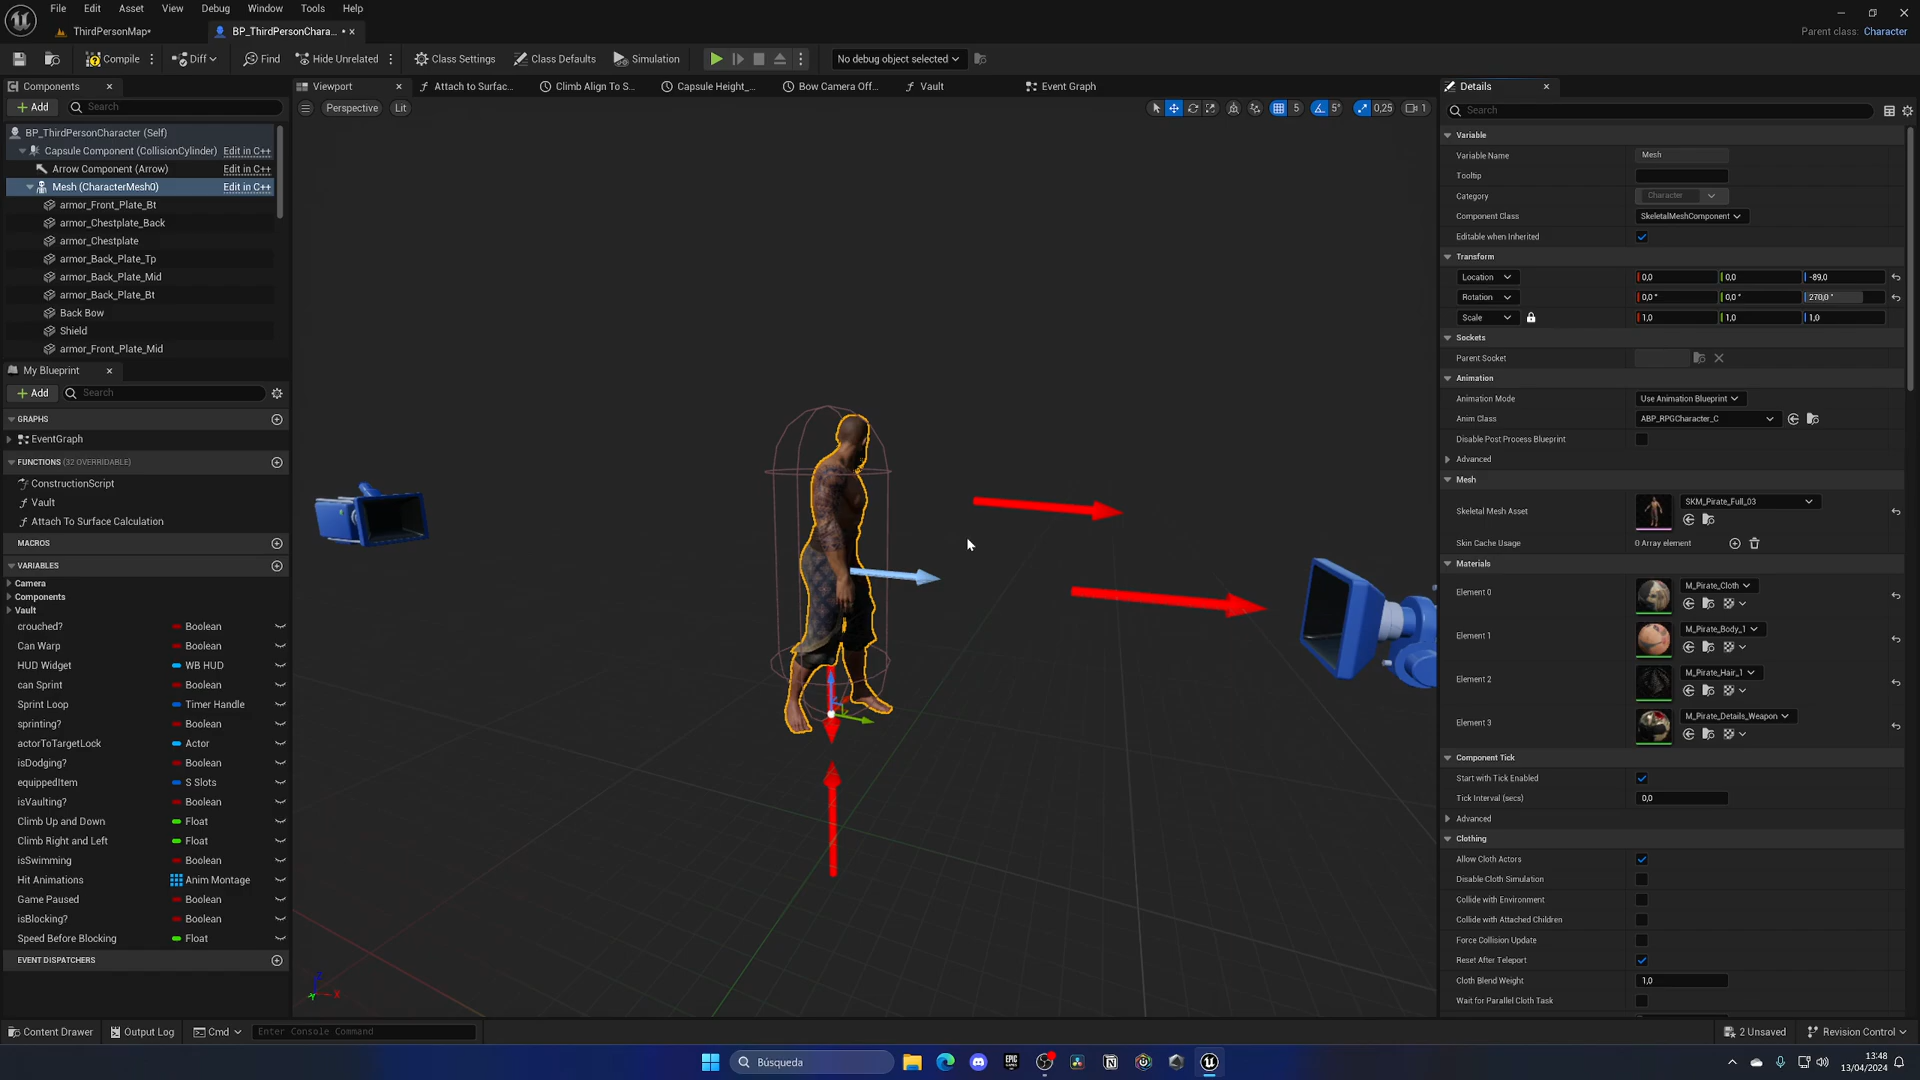 File Edit Asset View Debug Window Tools Help
ThirdPersonMap*
BP_ThirdPersonChara... *
Parent class: Character
Compile Diff Find Hide Unrelated Class Settings Class Defaults Simulation No debug object selected
Components
Add Search
BP_ThirdPersonCharacter (Self)
Capsule Component (CollisionCylinder) Edit in C++
Arrow Component (Arrow) Edit in C++
Mesh (CharacterMesh0) Edit in C++
armor_Front_Plate_Bt
armor_Chestplate_Back
armor_Chestplate
armor_Back_Plate_Tp
armor_Back_Plate_Mid
armor_Back_Plate_Bt
Back Bow
Shield
armor_Front_Plate_Mid
My Blueprint
Add Search
GRAPHS
EventGraph
FUNCTIONS (32 OVERRIDABLE)
ConstructionScript
Vault
Attach To Surface Calculation
MACROS
VARIABLES
Camera
Components
Vault
crouched? Boolean
Can Warp Boolean
HUD Widget WB HUD
can Sprint Boolean
Sprint Loop Timer Handle
sprinting? Boolean
actorToTargetLock Actor
isDodging? Boolean
equippedItem S Slots
isVaulting? Boolean
Climb Up and Down Float
Climb Right and Left Float
isSwimming Boolean
Hit Animations Anim Montage
Game Paused Boolean
isBlocking? Boolean
Speed Before Blocking Float
EVENT DISPATCHERS
Viewport Attach to Surfac... Climb Align To S... Capsule Height_... Bow Camera Off... Vault Event Graph
Perspective Lit
5 5° 0,25 1
Z X Y
Details
Search
Variable
Variable Name Mesh
Tooltip
Category Character
Component Class SkeletalMeshComponent
Editable when Inherited
Transform
Location 0,0 0,0 -89,0
Rotation 0,0 ° 0,0 ° 270,0 °
Scale 1,0 1,0 1,0
Sockets
Parent Socket
Animation
Animation Mode Use Animation Blueprint
Anim Class ABP_RPGCharacter_C
Disable Post Process Blueprint
Advanced
Mesh
Skeletal Mesh Asset SKM_Pirate_Full_03
Skin Cache Usage 0 Array element
Materials
Element 0 M_Pirate_Cloth
Element 1 M_Pirate_Body_1
Element 2 M_Pirate_Hair_1
Element 3 M_Pirate_Details_Weapon
Component Tick
Start with Tick Enabled
Tick Interval (secs) 0,0
Advanced
Clothing
Allow Cloth Actors
Disable Cloth Simulation
Collide with Environment
Collide with Attached Children
Force Collision Update
Reset After Teleport
Cloth Blend Weight 1,0
Wait for Parallel Cloth Task
Content Drawer Output Log Cmd Enter Console Command
2 Unsaved Revision Control
Búsqueda
EPIC GAMES
13:48
13/04/2024